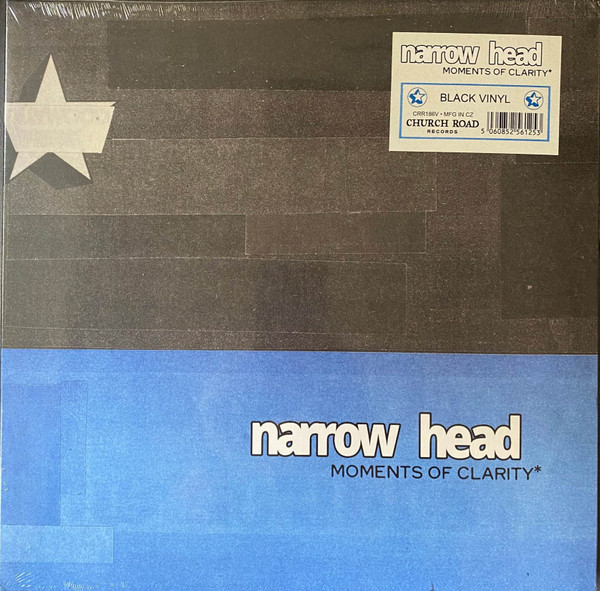 narrow head
MOMENTS OF CLARITY*
BLACK VINYL
CRR186V • MFG IN CZ
CHURCH ROAD
RECORDS
5 060852 561253
narrow head
MOMENTS OF CLARITY*